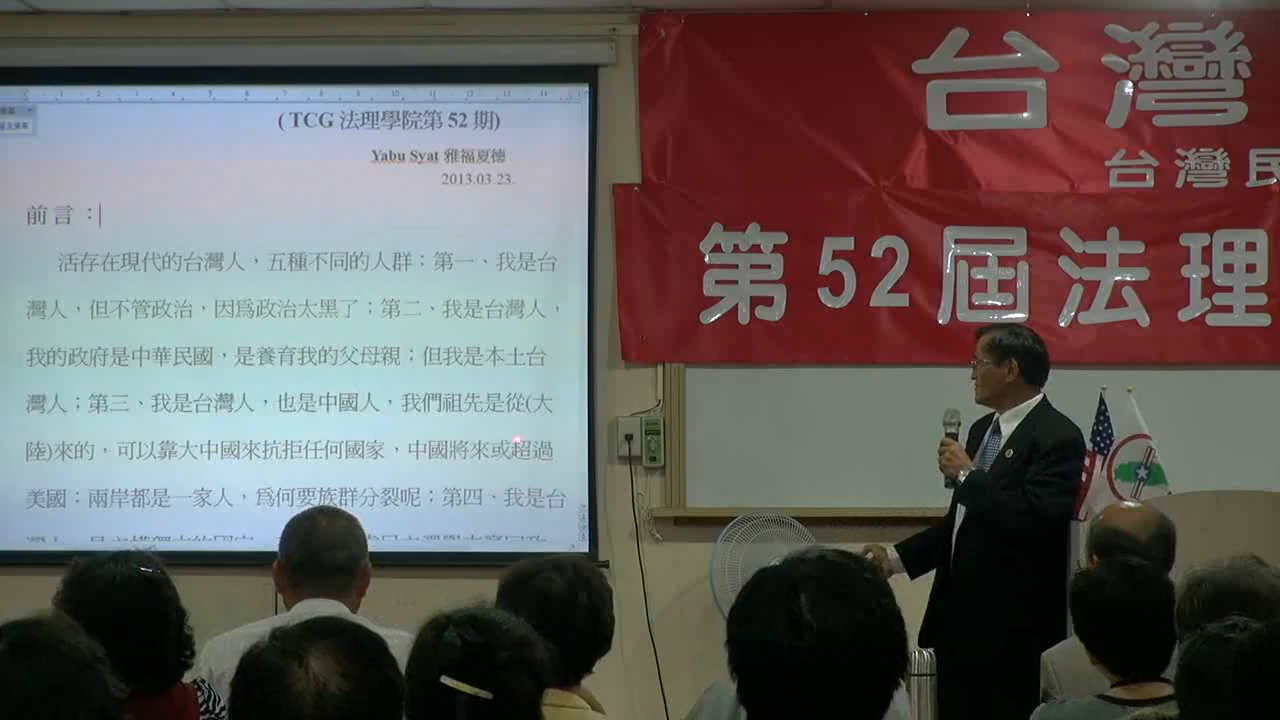 (TCG 法理學院第 52 期)
Yabu Syat 雅福夏德
2013.03.23.
前言：
活存在現代的台灣人，五種不同的人群：第一、我是台
灣人，但不管政治，因爲政治太黑了；第二、我是台灣人，
我的政府是中華民國，是養育我的父母親；但我是本土台
灣人；第三、我是台灣人，也是中國人，我們祖先是從(大
陸)來的，可以靠大中國來抗拒任何國家，中國將來或超過
美國；兩岸都是一家人，爲何要族群分裂呢；第四、我是台
台灣
台灣民
第52屆法理